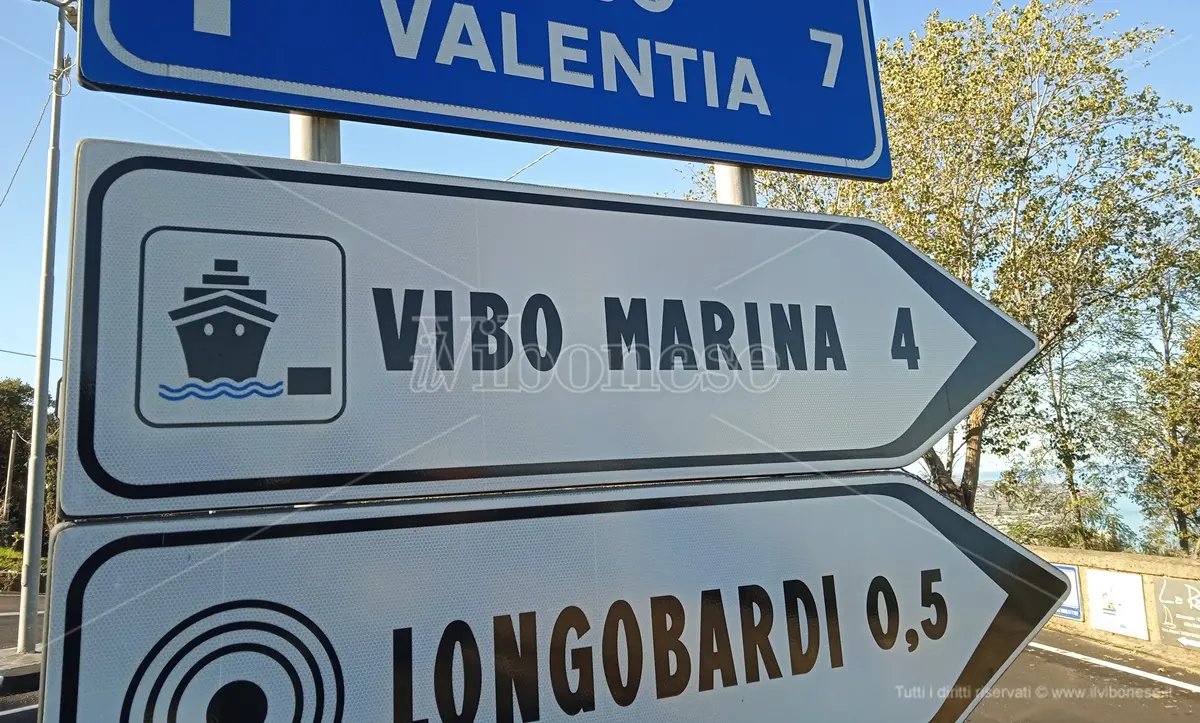 VALENTIA 7
VIBO MARINA 4
ilVibonese
LONGOBARDI 0,5
Tutti i diritti riservati © www.ilvibonese.it